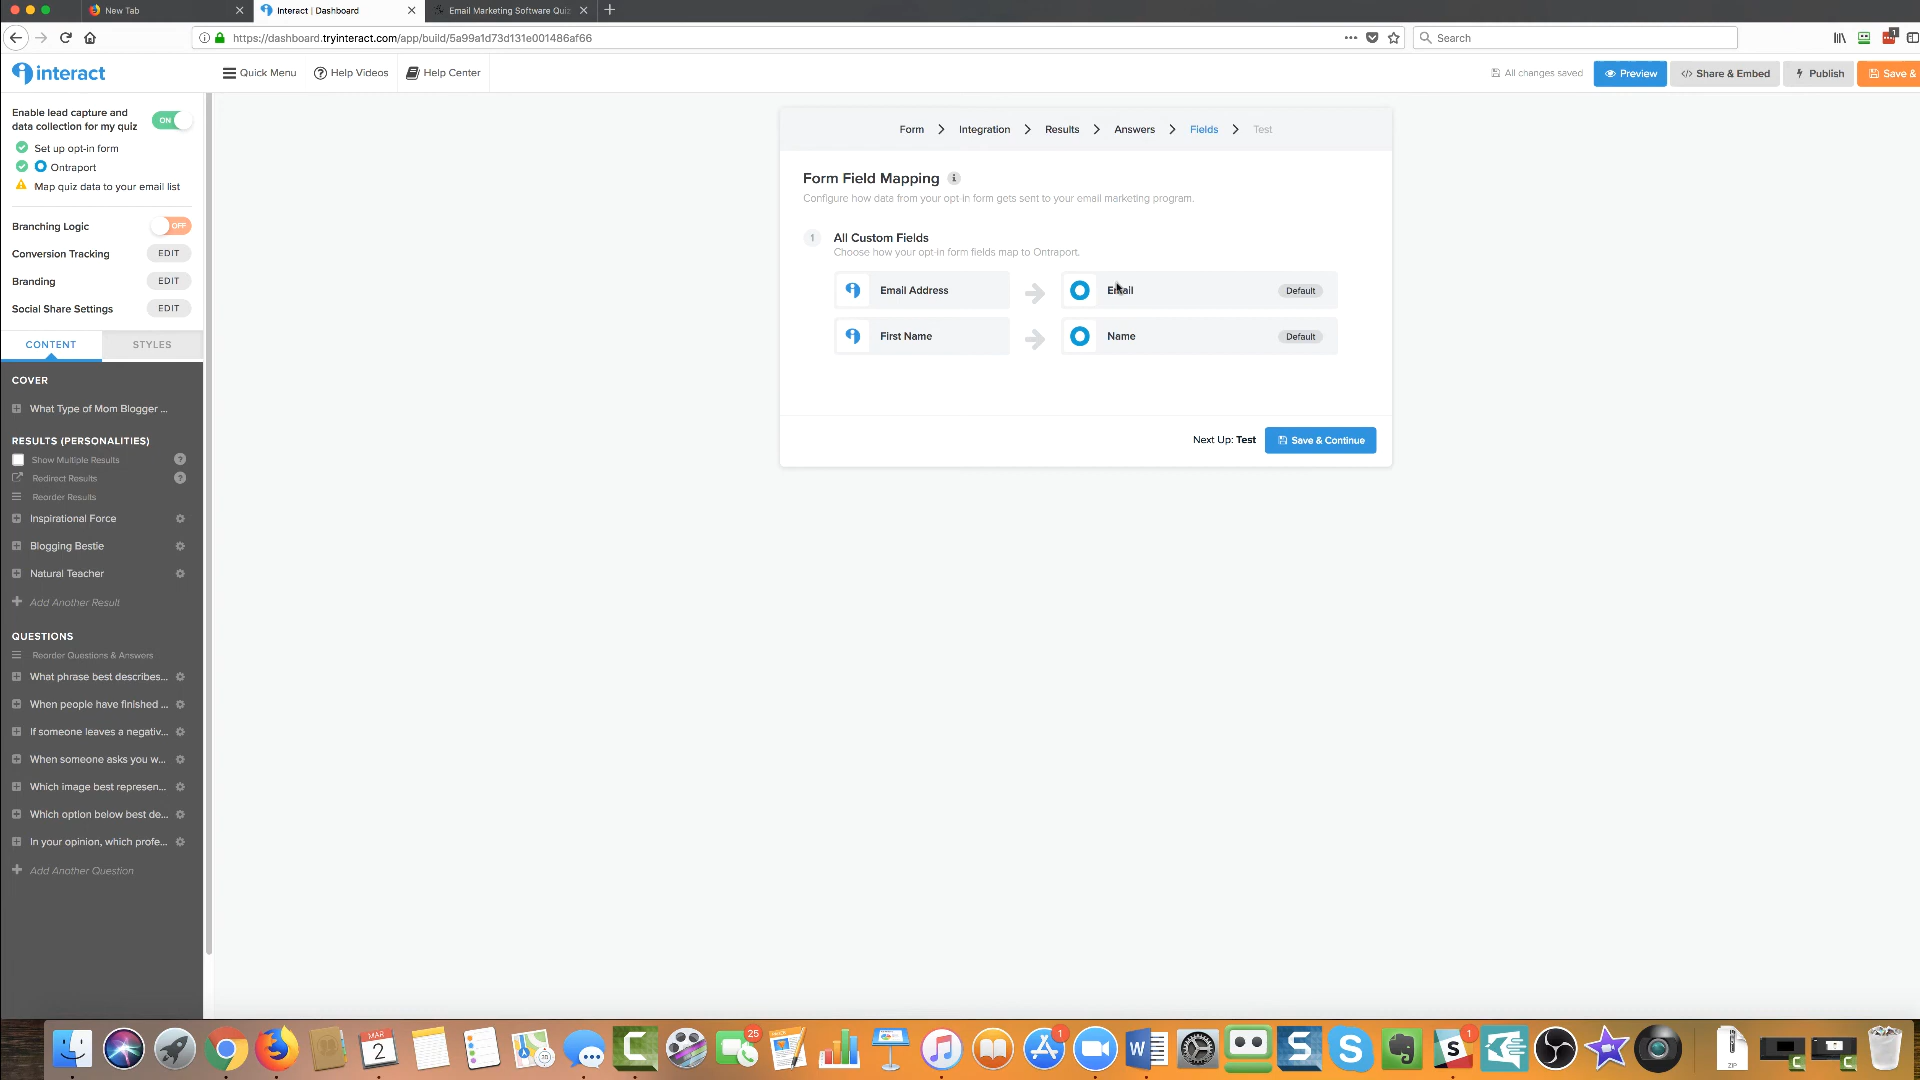 New Tab
Interact | Dashboard
Email Marketing Software Quiz
https://dashboard.tryinteract.com/app/build/5a99a1d73d131e001486af66
Search
1
interact
Quick Menu
Help Videos
Help Center
All changes saved
Preview
</> Share & Embed
Publish
Save &
Enable lead capture and
data collection for my quiz
ON
Set up opt-in form
Ontraport
Map quiz data to your email list
Branching Logic
OFF
Conversion Tracking
EDIT
Branding
EDIT
Social Share Settings
EDIT
CONTENT
STYLES
COVER
What Type of Mom Blogger ...
RESULTS (PERSONALITIES)
Show Multiple Results
?
Redirect Results
?
Reorder Results
Inspirational Force
Blogging Bestie
Natural Teacher
Add Another Result
QUESTIONS
Reorder Questions & Answers
What phrase best describes...
When people have finished ...
If someone leaves a negativ...
When someone asks you w...
Which image best represen...
Which option below best de...
In your opinion, which profe...
Add Another Question
Form
Integration
Results
Answers
Fields
Test
Form Field Mapping
Configure how data from your opt-in form gets sent to your email marketing program.
1
All Custom Fields
Choose how your opt-in form fields map to Ontraport.
Email Address
Email
Default
First Name
Name
Default
Next Up: Test
Save & Continue
MAR
2
25
1
1
ZIP